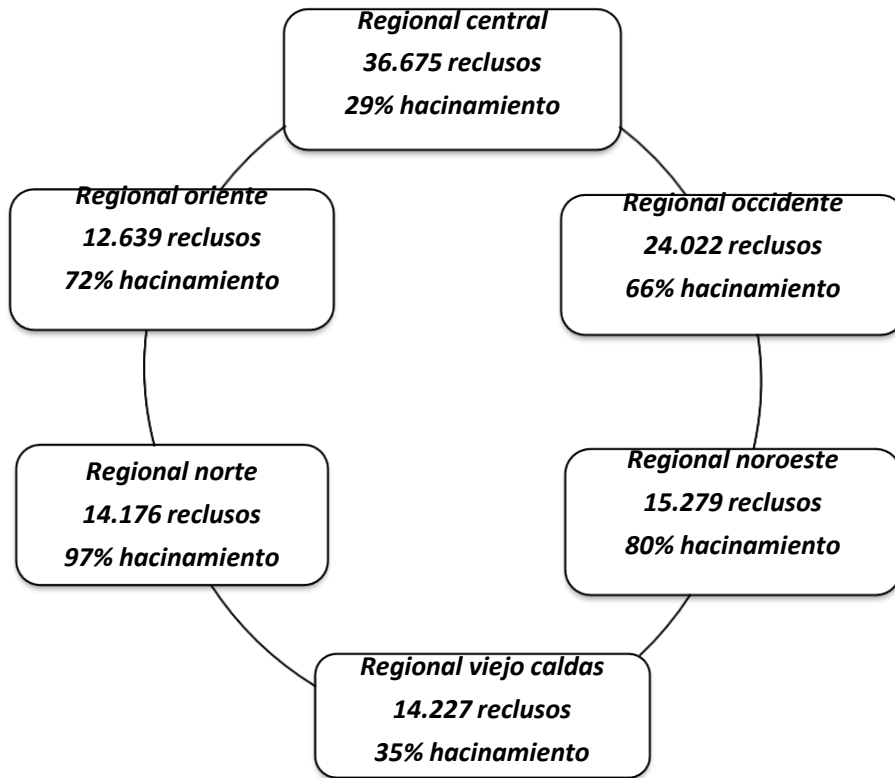 Regional central
36.675 reclusos
29% hacinamiento
Regional oriente
12.639 reclusos
72% hacinamiento
Regional occidente
24.022 reclusos
66% hacinamiento
Regional norte
14.176 reclusos
97% hacinamiento
Regional noroeste
15.279 reclusos
80% hacinamiento
Regional viejo caldas
14.227 reclusos
35% hacinamiento